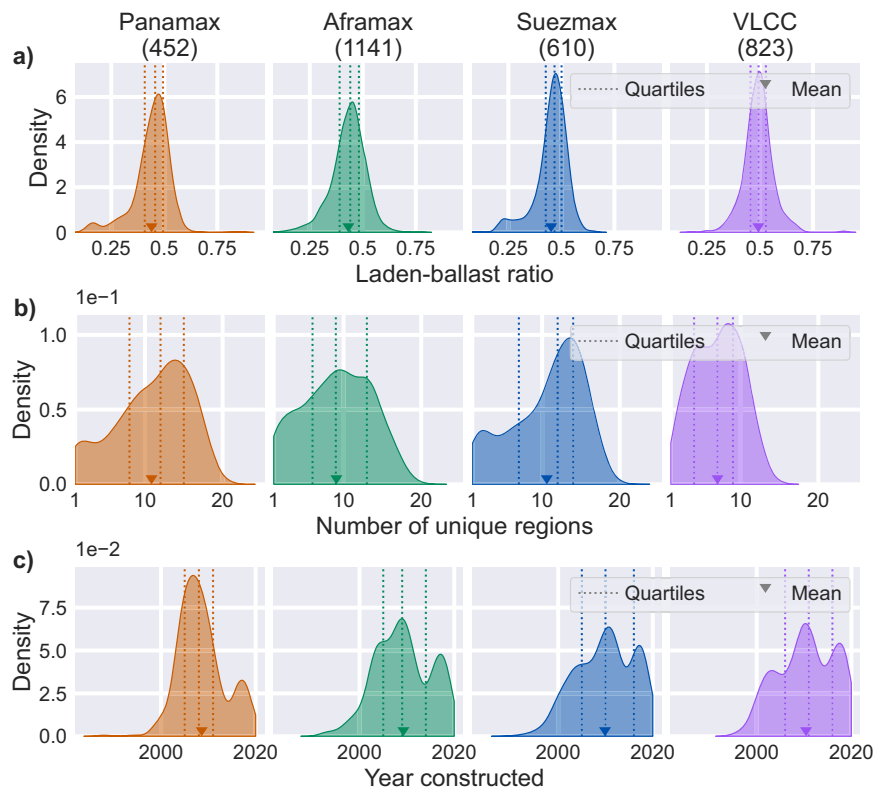 Panamax Aframax Suezmax VLCC
(452) (1141) (610) (823)
a)
Quartiles Mean
Density
6
4
2
0
0.25 0.5 0.75 0.25 0.5 0.75 0.25 0.5 0.75 0.25 0.5 0.75
Laden-ballast ratio
b) 1e−1
Quartiles Mean
Density
1.0
0.5
0.0
1 10 20 1 10 20 1 10 20 1 10 20
Number of unique regions
c) 1e−2
Quartiles Mean
Density
7.5
5.0
2.5
0.0
2000 2020 2000 2020 2000 2020 2000 2020
Year constructed